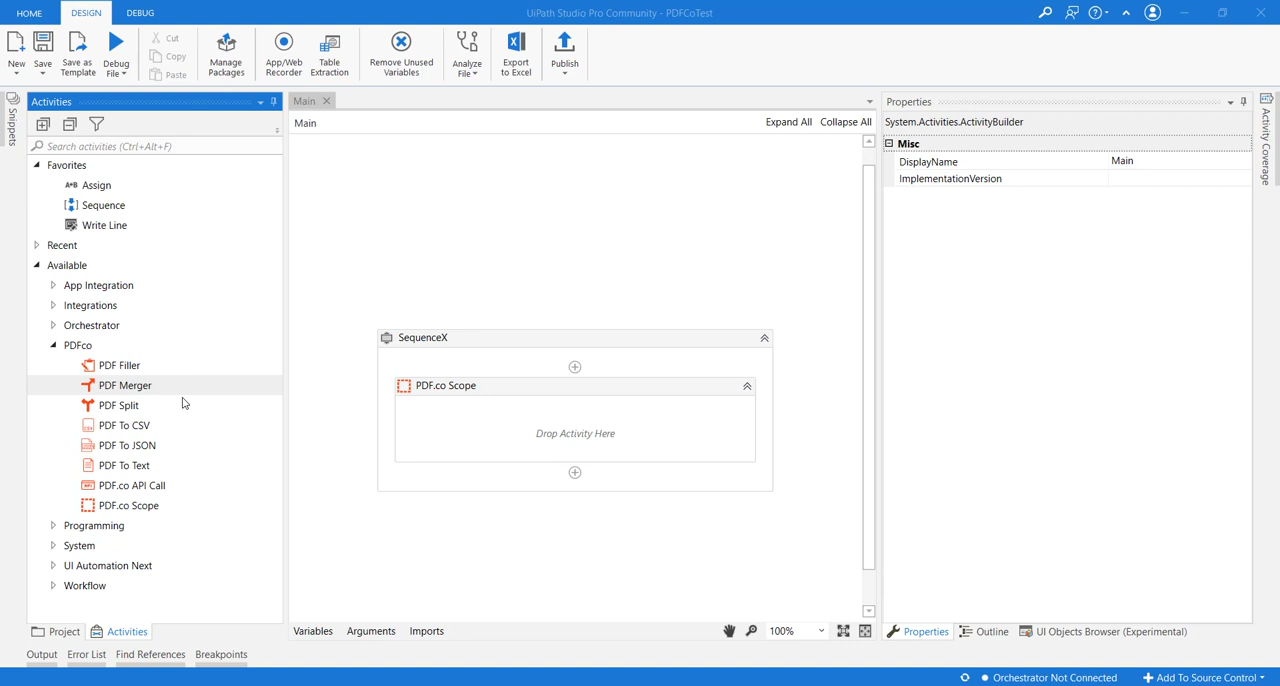 HOME DESIGN DEBUG UiPath Studio Pro Community - PDFCoTest
New Save Save as Template Debug File
Cut
Copy
Paste
Manage Packages
App/Web Recorder
Table Extraction
Remove Unused Variables
Analyze File
Export to Excel
Publish
Snippets
Activities
Search activities (Ctrl+Alt+F)
Favorites
Assign
Sequence
Write Line
Recent
Available
App Integration
Integrations
Orchestrator
PDFco
PDF Filler
PDF Merger
PDF Split
PDF To CSV
PDF To JSON
PDF To Text
PDF.co API Call
PDF.co Scope
Programming
System
UI Automation Next
Workflow
Project Activities
Main
Main Expand All Collapse All
SequenceX
PDF.co Scope
Drop Activity Here
Variables Arguments Imports 100%
Properties
System.Activities.ActivityBuilder
Misc
DisplayName Main
ImplementationVersion
Properties Outline UI Objects Browser (Experimental)
Activity Coverage
Output Error List Find References Breakpoints
Orchestrator Not Connected Add To Source Control